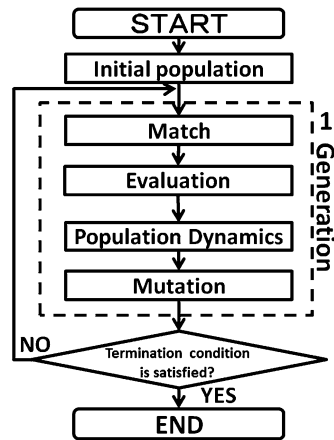 START
Initial population
1 Generation
Match
Evaluation
Population Dynamics
Mutation
Termination condition
is satisfied?
NO
YES
END